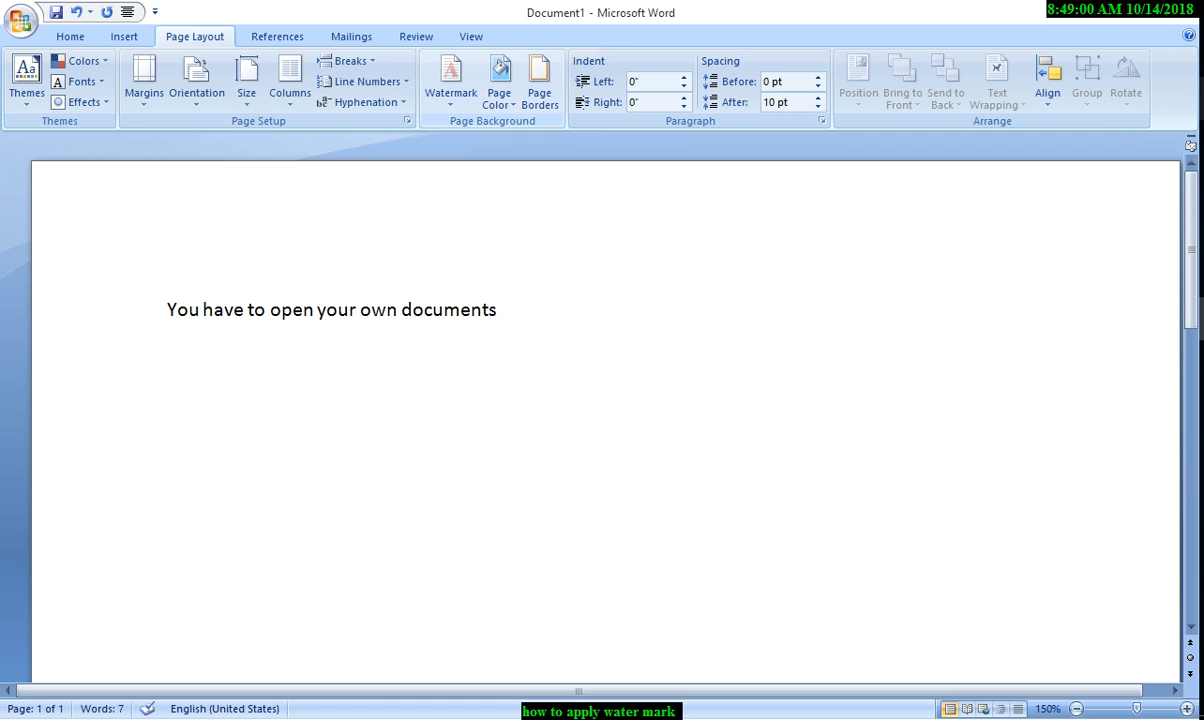 Document1 - Microsoft Word
8:49:00 AM 10/14/2018
Home Insert Page Layout References Mailings Review View
Themes
Colors
Fonts
Effects
Themes
Margins Orientation Size Columns
Breaks
Line Numbers
Hyphenation
Page Setup
Watermark Page Color Page Borders
Page Background
Indent
Left: 0"
Right: 0"
Spacing
Before: 0 pt
After: 10 pt
Paragraph
Position Bring to Front Send to Back Text Wrapping Align Group Rotate
Arrange
You have to open your own documents
Page: 1 of 1 Words: 7 English (United States) 150%
how to apply water mark